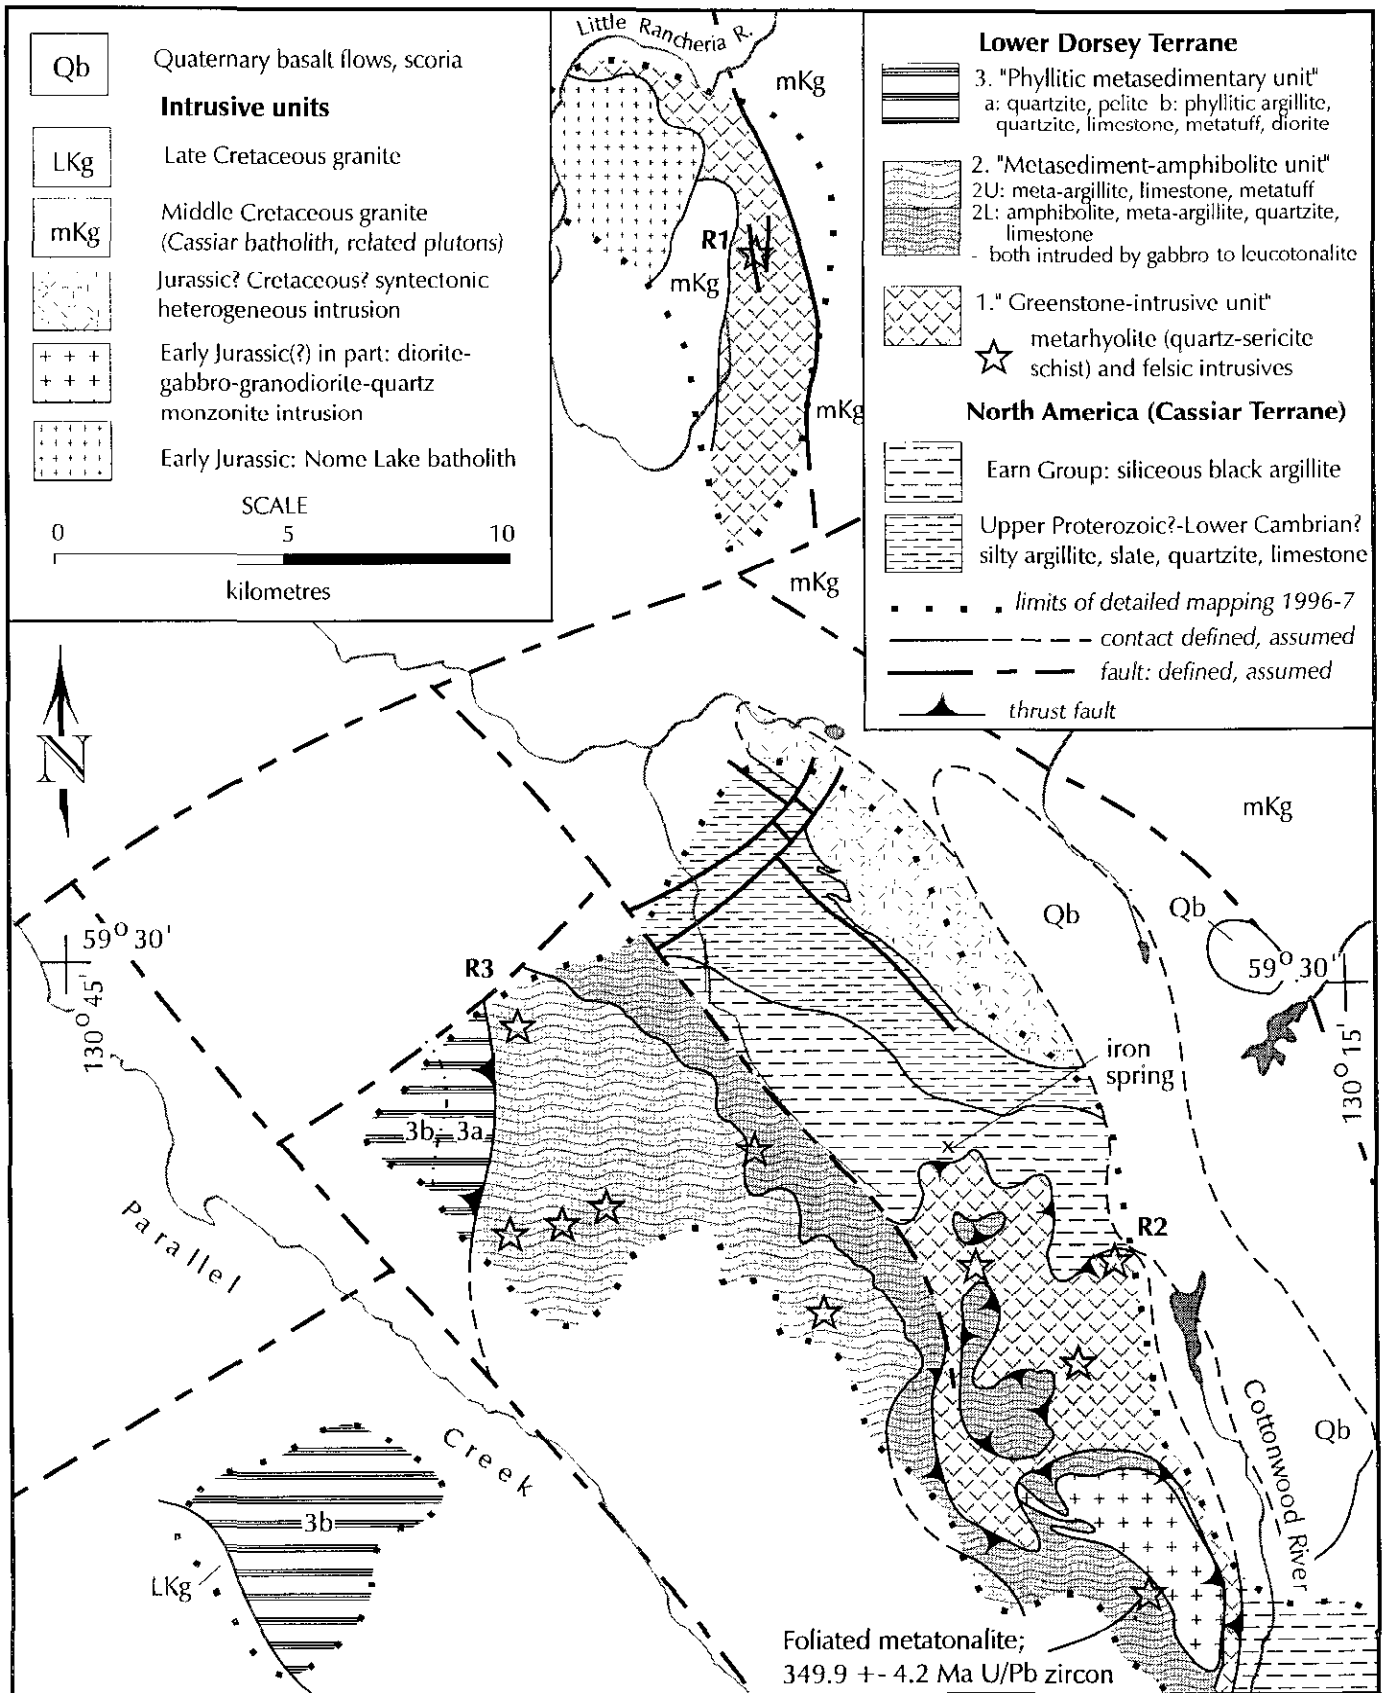 Qb
Quaternary basalt flows, scoria
Intrusive units
LKg
Late Cretaceous granite
mKg
Middle Cretaceous granite
(Cassiar batholith, related plutons)
Jurassic? Cretaceous? syntectonic
heterogeneous intrusion
Early Jurassic(?) in part: diorite-
gabbro-granodiorite-quartz
monzonite intrusion
Early Jurassic: Nome Lake batholith
SCALE
0 5 10
kilometres
Lower Dorsey Terrane
3. "Phyllitic metasedimentary unit"
a: quartzite, pelite b: phyllitic argillite,
quartzite, limestone, metatuff, diorite
2. "Metasediment-amphibolite unit"
2U: meta-argillite, limestone, metatuff
2L: amphibolite, meta-argillite, quartzite,
limestone
- both intruded by gabbro to leucotonalite
1." Greenstone-intrusive unit"
metarhyolite (quartz-sericite
schist) and felsic intrusives
North America (Cassiar Terrane)
Earn Group: siliceous black argillite
Upper Proterozoic?-Lower Cambrian?
silty argillite, slate, quartzite, limestone
limits of detailed mapping 1996-7
contact defined, assumed
fault: defined, assumed
thrust fault
Little Rancheria R.
mKg
R1
mKg
mKg
mKg
N
mKg
Qb
Qb
59° 30'
130° 45'
59° 30'
130° 15'
R3
iron
spring
3b 3a
x
R2
Parallel
Creek
Cottonwood River
Qb
3b
LKg
Foliated metatonalite;
349.9 +- 4.2 Ma U/Pb zircon